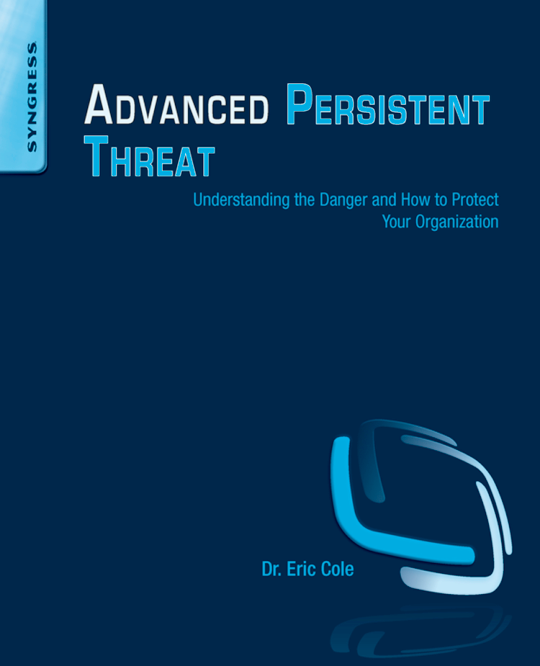 SYNGRESS
ADVANCED PERSISTENT
THREAT
Understanding the Danger and How to Protect
Your Organization
Dr. Eric Cole